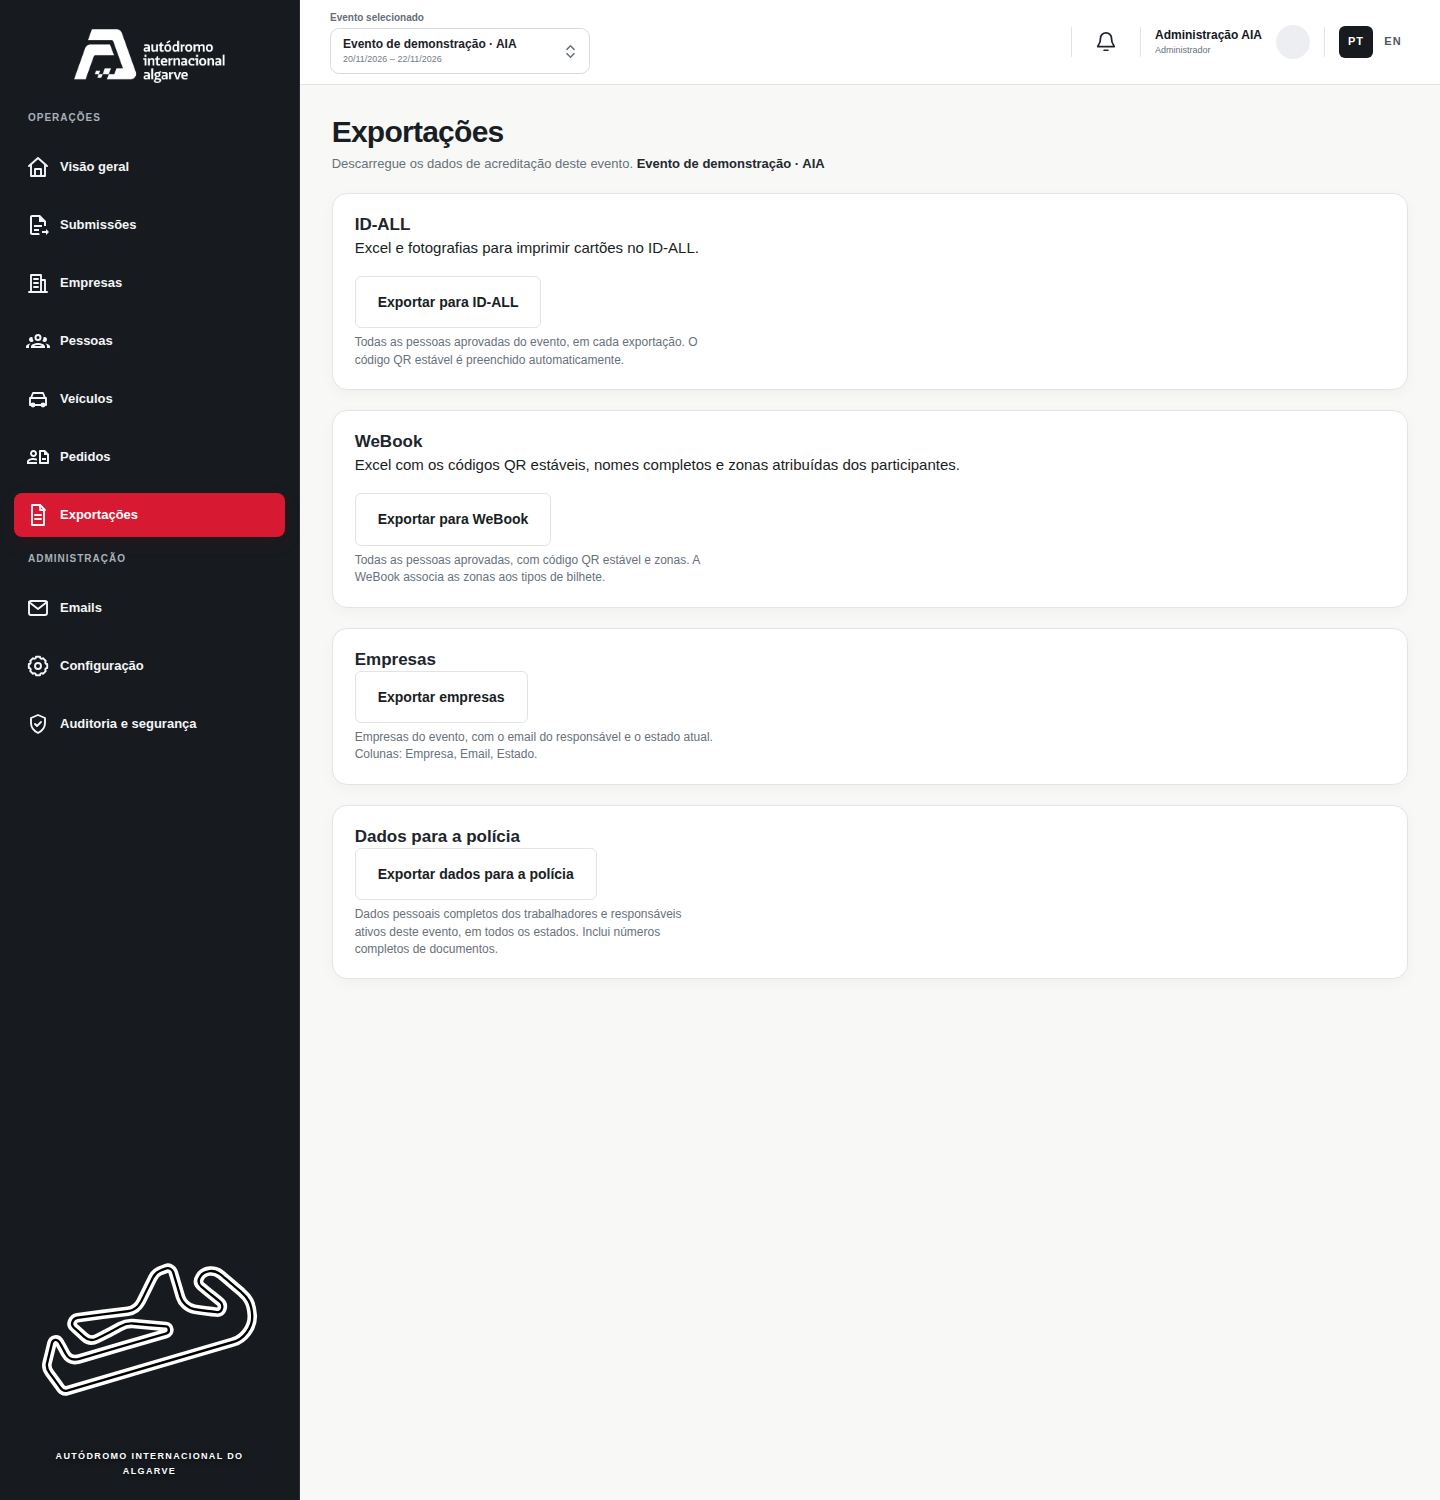 autódromo
internacional
algarve
OPERAÇÕES
Visão geral
Submissões
Empresas
Pessoas
Veículos
Pedidos
Exportações
ADMINISTRAÇÃO
Emails
Configuração
Auditoria e segurança
AUTÓDROMO INTERNACIONAL DO
ALGARVE
Evento selecionado
Evento de demonstração · AIA
20/11/2026 – 22/11/2026
Administração AIA
Administrador
PT EN
Exportações
Descarregue os dados de acreditação deste evento. Evento de demonstração · AIA
ID-ALL
Excel e fotografias para imprimir cartões no ID-ALL.
Exportar para ID-ALL
Todas as pessoas aprovadas do evento, em cada exportação. O
código QR estável é preenchido automaticamente.
WeBook
Excel com os códigos QR estáveis, nomes completos e zonas atribuídas dos participantes.
Exportar para WeBook
Todas as pessoas aprovadas, com código QR estável e zonas. A
WeBook associa as zonas aos tipos de bilhete.
Empresas
Exportar empresas
Empresas do evento, com o email do responsável e o estado atual.
Colunas: Empresa, Email, Estado.
Dados para a polícia
Exportar dados para a polícia
Dados pessoais completos dos trabalhadores e responsáveis
ativos deste evento, em todos os estados. Inclui números
completos de documentos.